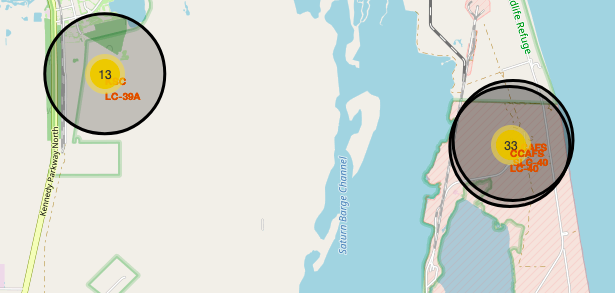 13
LC-39A
Kennedy Parkway North
Saturn Barge Channel
dlife Refuge
33
CCAFS
LC-40